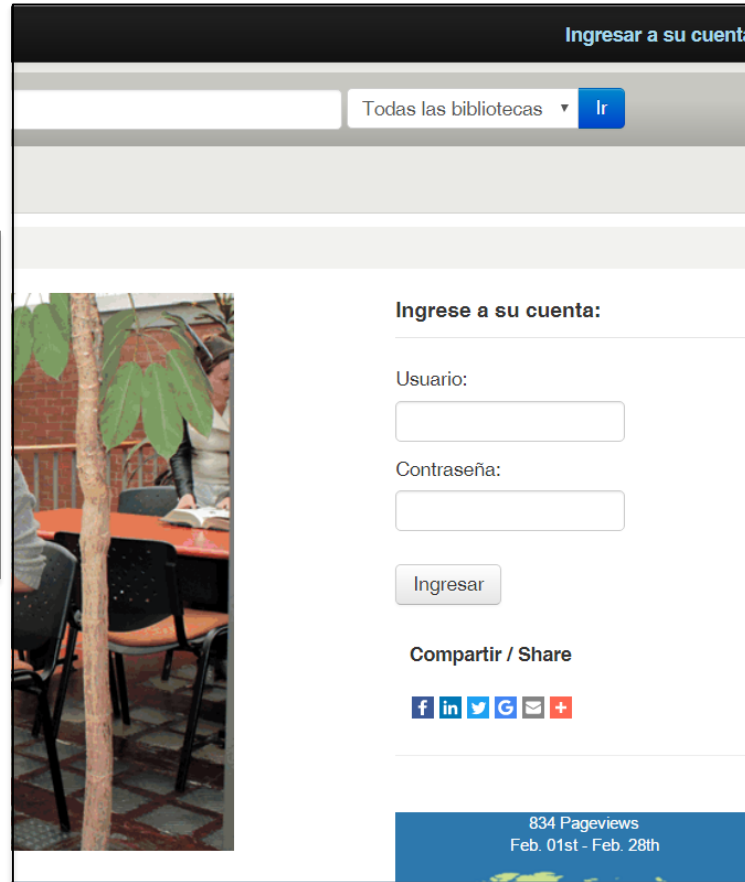 Ingresar a su cuenta
Todas las bibliotecas
Ir
Ingrese a su cuenta:
Usuario:
Contraseña:
Ingresar
Compartir / Share
834 Pageviews
Feb. 01st - Feb. 28th